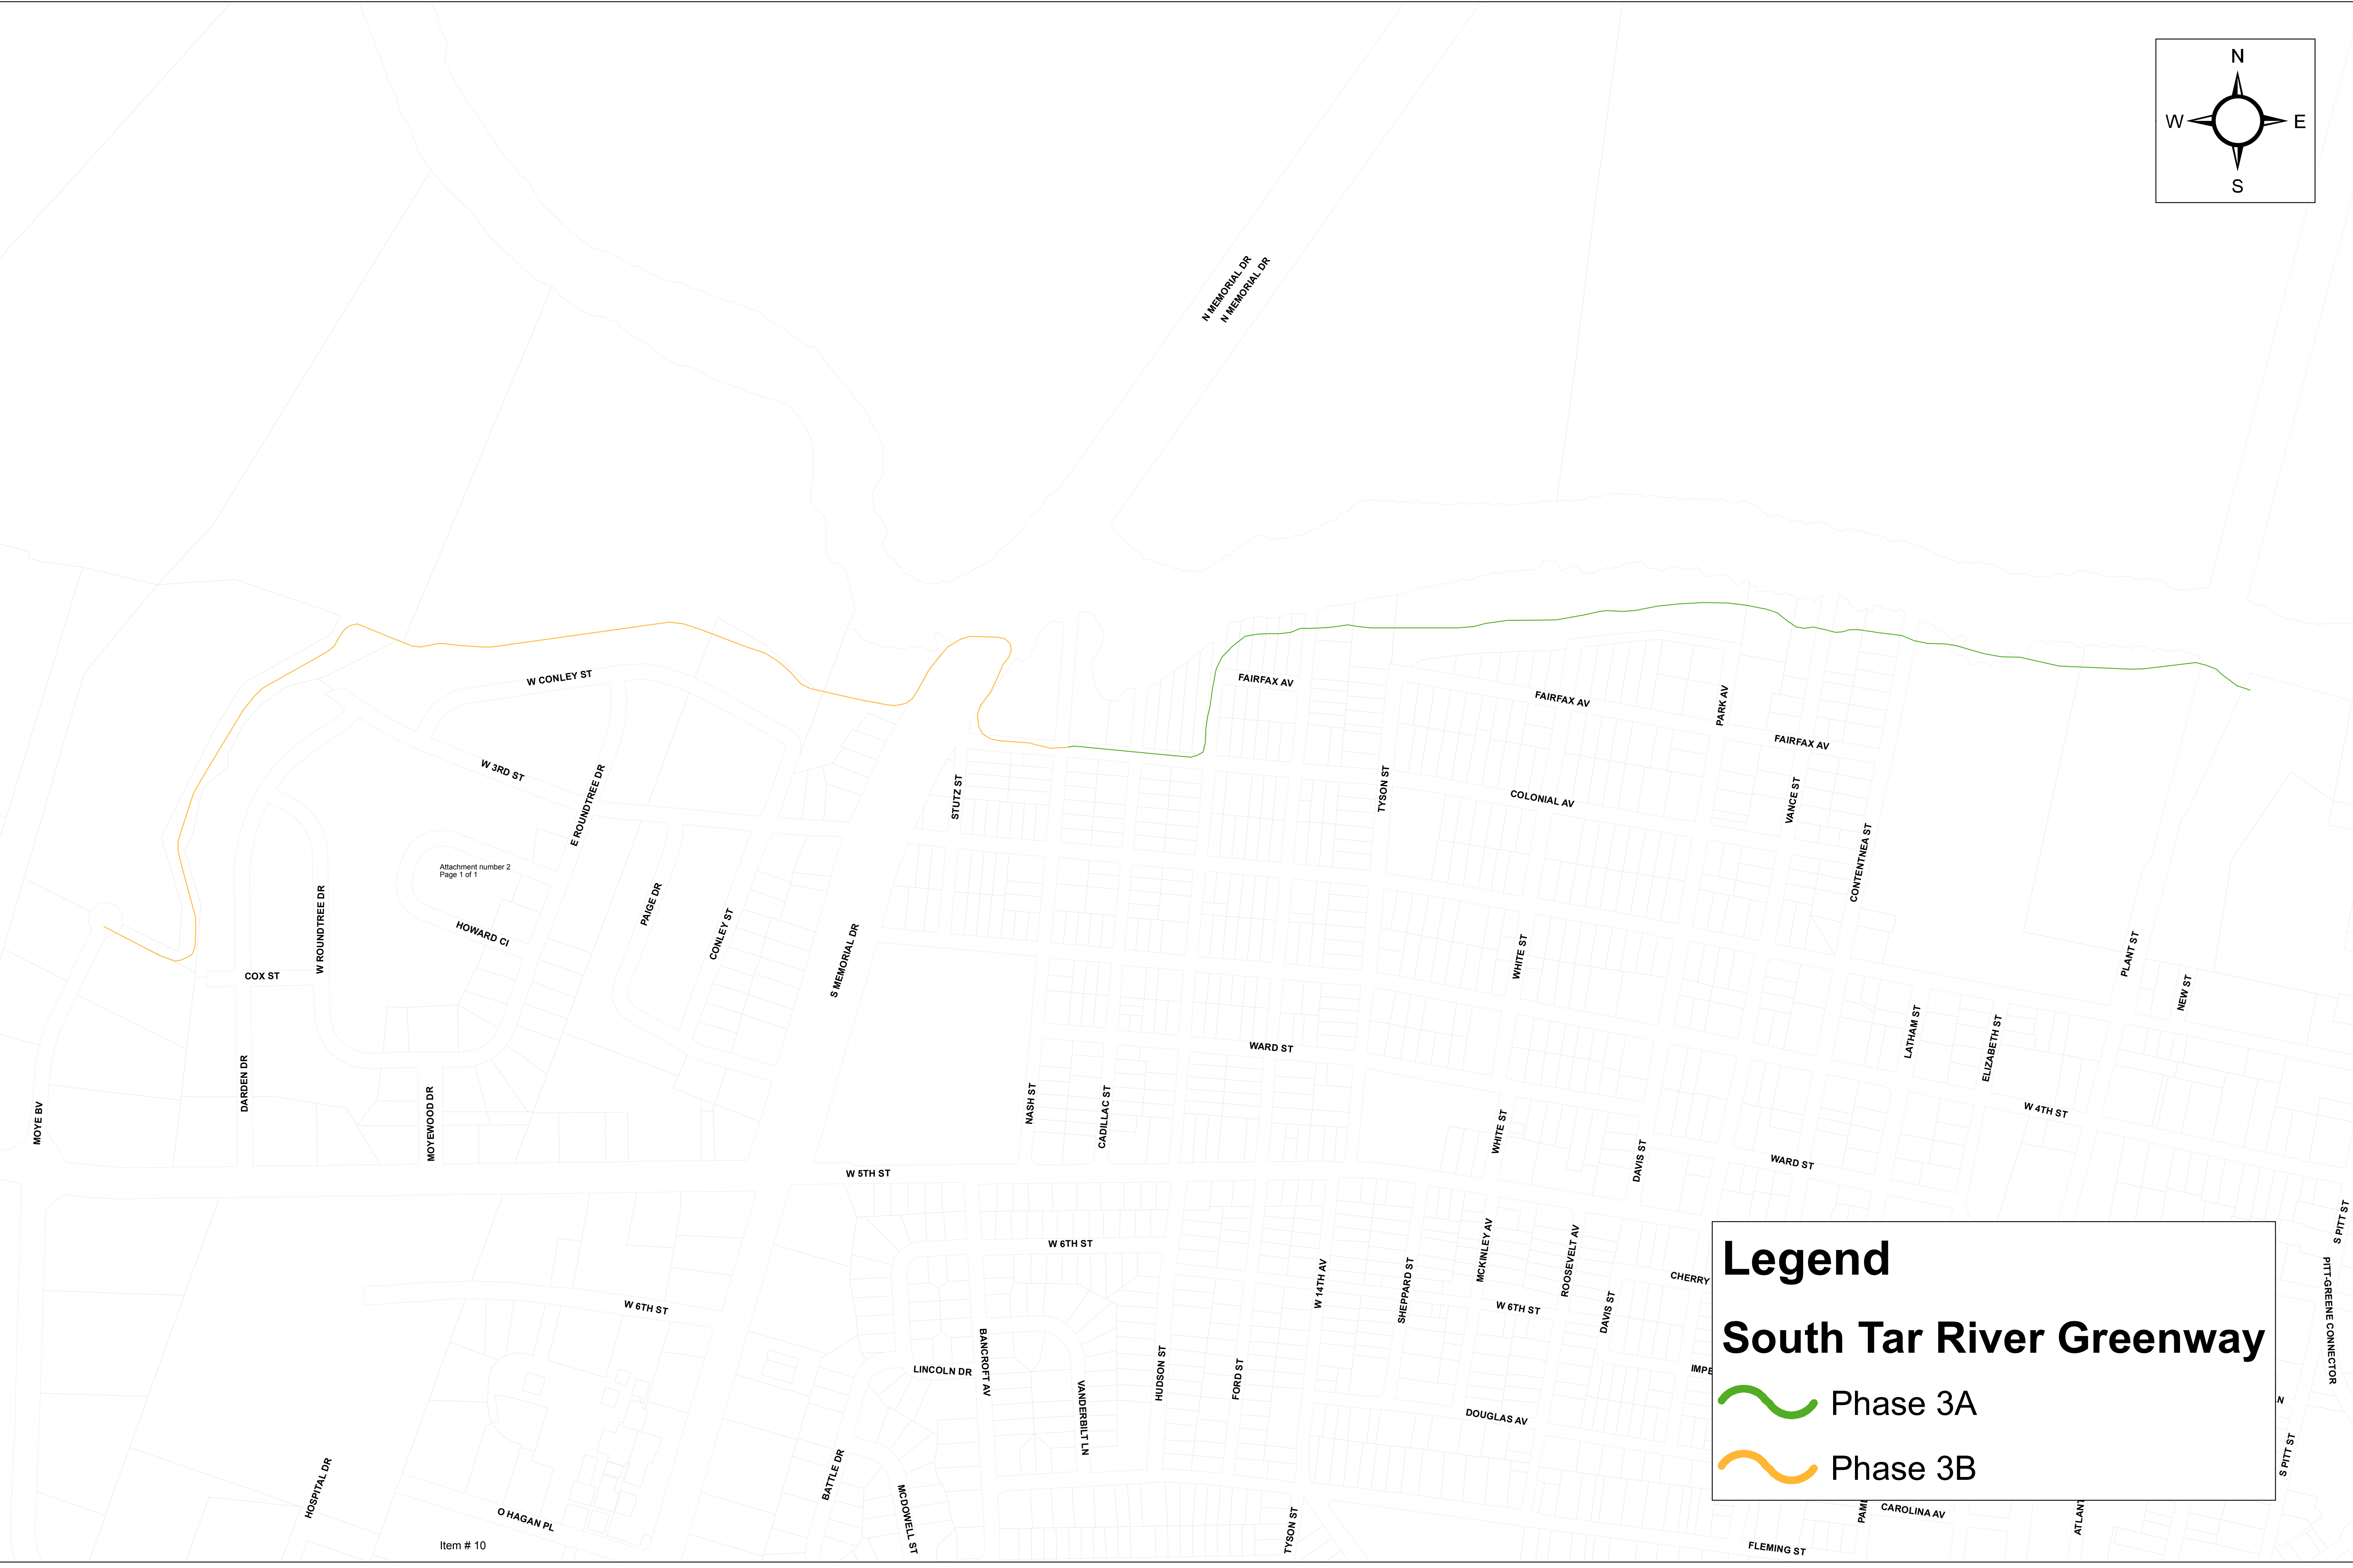 N
W
E
S
N MEMORIAL DR
N MEMORIAL DR
W CONLEY ST
FAIRFAX AV
FAIRFAX AV
PARK AV
FAIRFAX AV
W 3RD ST
E ROUNDTREE DR
STUTZ ST
TYSON ST
COLONIAL AV
VANCE ST
CONTENTNEA ST
Attachment number 2
Page 1 of 1
W ROUNDTREE DR
HOWARD CI
PAIGE DR
CONLEY ST
S MEMORIAL DR
WHITE ST
PLANT ST
NEW ST
COX ST
LATHAM ST
ELIZABETH ST
WARD ST
MOYE BV
DARDEN DR
MOYEWOOD DR
NASH ST
CADILLAC ST
WHITE ST
DAVIS ST
WARD ST
W 4TH ST
W 5TH ST
S PITT ST
W 6TH ST
MCKINLEY AV
ROOSEVELT AV
W 14TH AV
SHEPPARD ST
CHERRY
PITT-GREENE CONNECTOR
W 6TH ST
W 6TH ST
DAVIS ST
LINCOLN DR
BANCROFT AV
VANDERBILT LN
HUDSON ST
FORD ST
IMPE
DOUGLAS AV
Legend
South Tar River Greenway
Phase 3A
Phase 3B
N
S PITT ST
HOSPITAL DR
O HAGAN PL
BATTLE DR
MCDOWELL ST
TYSON ST
PAMI
CAROLINA AV
ATLANT
FLEMING ST
Item # 10